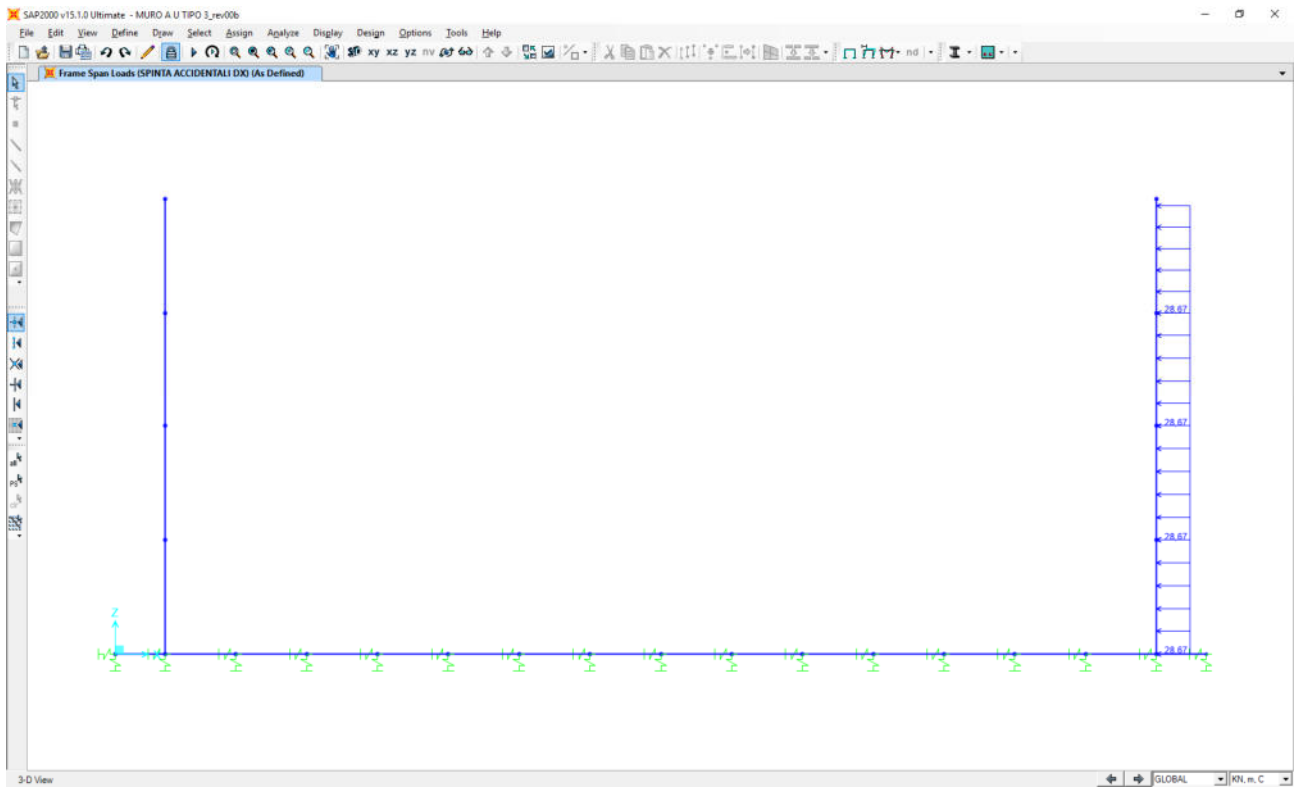 SAP2000 v15.1.0 Ultimate - MURO A U TIPO 3_rev00b
File Edit View Define Draw Select Assign Analyze Display Design Options Tools Help
xy xz yz nv nd
Frame Span Loads (SPINTA ACCIDENTALI DX) (As Defined)
28,67
28,67
28,67
Z
28,67
3-D View GLOBAL KN, m, C